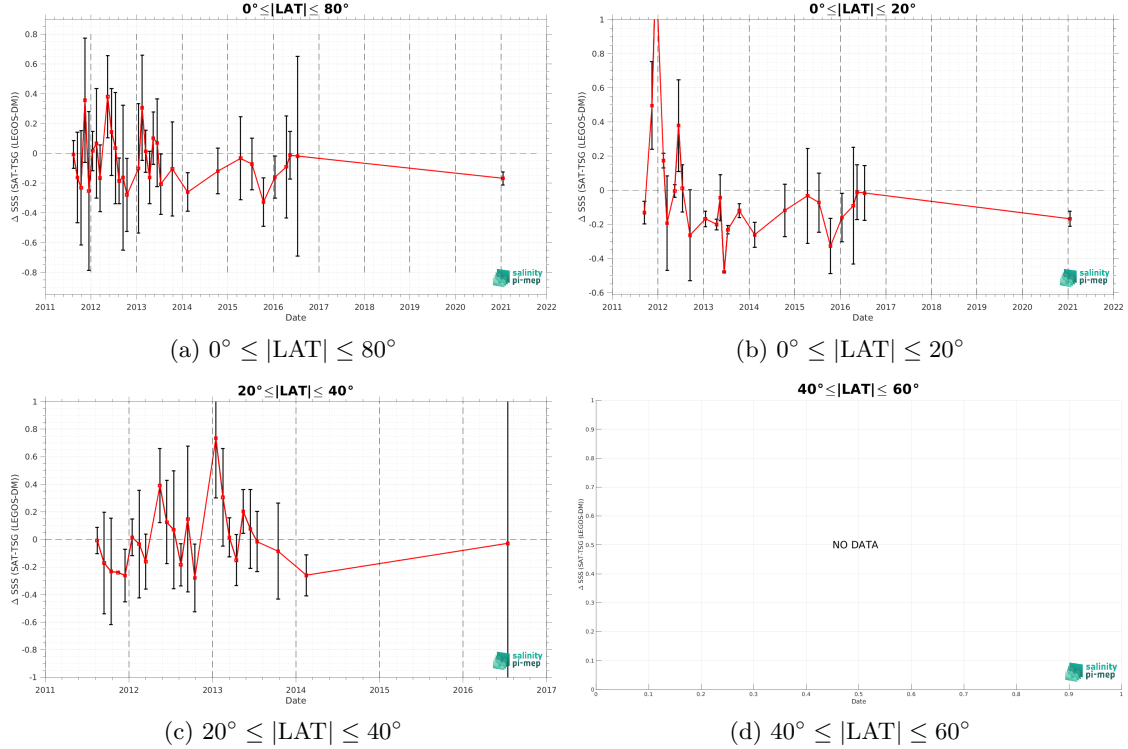 0°≤|LAT|≤ 80°
Δ SSS (SAT-TSG (LEGOS-DM))
0.8
0.6
0.4
0.2
0
-0.2
-0.4
-0.6
-0.8
2011 2012 2013 2014 2015 2016 2017 2018 2019 2020 2021 2022
Date
salinity
pi-mep
(a) 0° ≤ |LAT| ≤ 80°
0°≤|LAT|≤ 20°
Δ SSS (SAT-TSG (LEGOS-DM))
1
0.8
0.6
0.4
0.2
0
-0.2
-0.4
-0.6
2011 2012 2013 2014 2015 2016 2017 2018 2019 2020 2021 2022
Date
salinity
pi-mep
(b) 0° ≤ |LAT| ≤ 20°
20°≤|LAT|≤ 40°
Δ SSS (SAT-TSG (LEGOS-DM))
1
0.8
0.6
0.4
0.2
0
-0.2
-0.4
-0.6
-0.8
-1
2011 2012 2013 2014 2015 2016 2017
Date
salinity
pi-mep
(c) 20° ≤ |LAT| ≤ 40°
40°≤|LAT|≤ 60°
Δ SSS (SAT-TSG (LEGOS-DM))
1
0.9
0.8
0.7
0.6
0.5
0.4
0.3
0.2
0.1
0
NO DATA
0 0.1 0.2 0.3 0.4 0.5 0.6 0.7 0.8 0.9 1
Date
salinity
pi-mep
(d) 40° ≤ |LAT| ≤ 60°